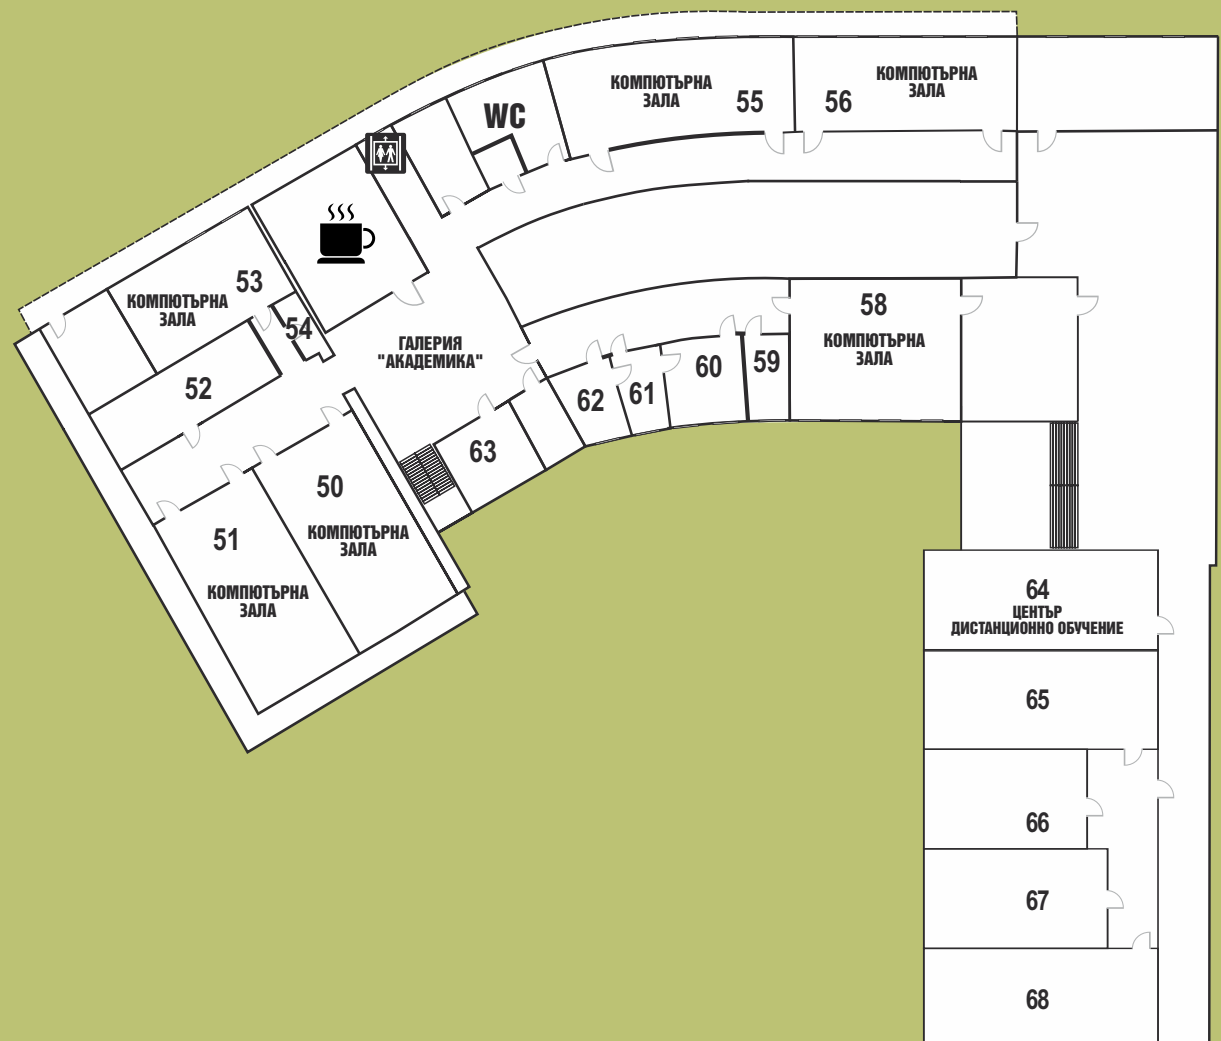 КОМПЮТЪРНА
ЗАЛА
55
56
КОМПЮТЪРНА
ЗАЛА
WC
53
КОМПЮТЪРНА
ЗАЛА
54
52
ГАЛЕРИЯ
"АКАДЕМИКА"
58
КОМПЮТЪРНА
ЗАЛА
59
60
61
62
63
50
КОМПЮТЪРНА
ЗАЛА
51
КОМПЮТЪРНА
ЗАЛА
64
ЦЕНТЪР
ДИСТАНЦИОННО ОБУЧЕНИЕ
65
66
67
68